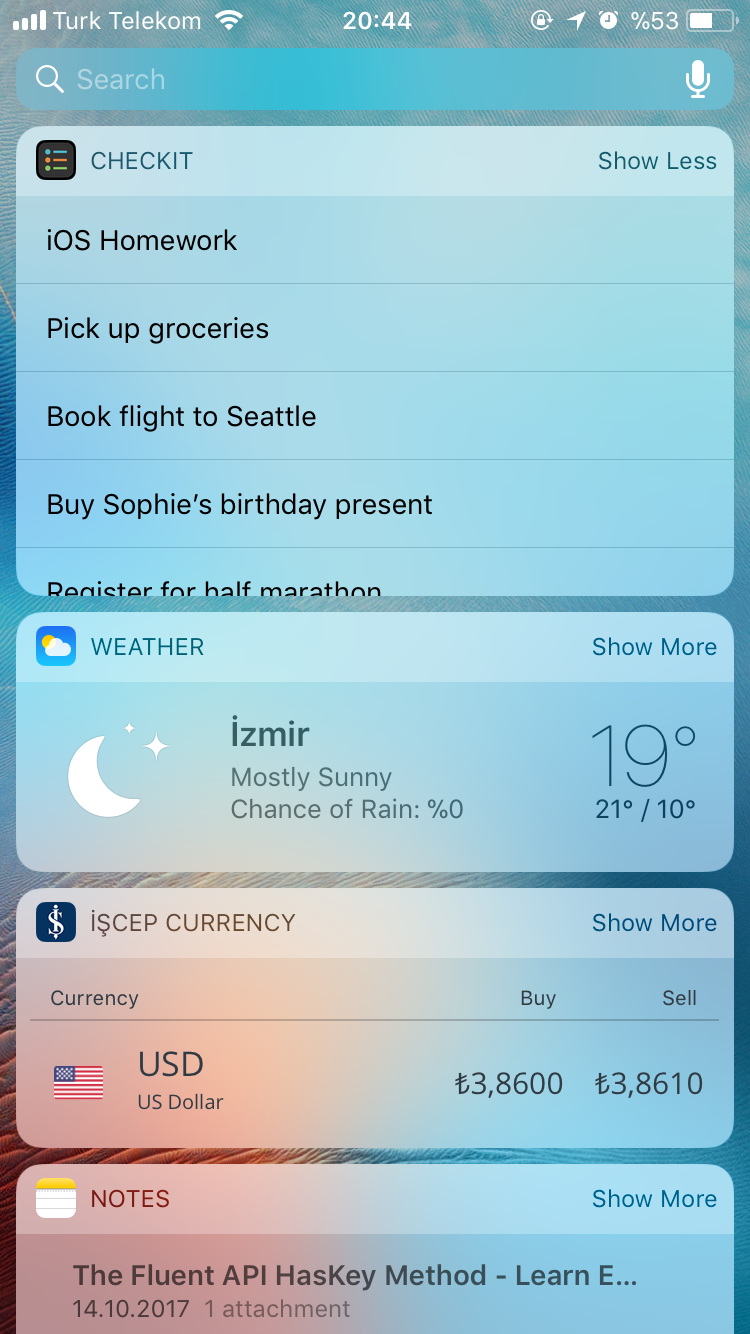 Turk Telekom 20:44 %53
Search
CHECKIT Show Less
iOS Homework
Pick up groceries
Book flight to Seattle
Buy Sophie's birthday present
Register for half marathon
WEATHER Show More
İzmir
19°
Mostly Sunny
Chance of Rain: %0
21° / 10°
İŞCEP CURRENCY Show More
Currency Buy Sell
USD
US Dollar
₺3,8600 ₺3,8610
NOTES Show More
The Fluent API HasKey Method - Learn E...
14.10.2017 1 attachment